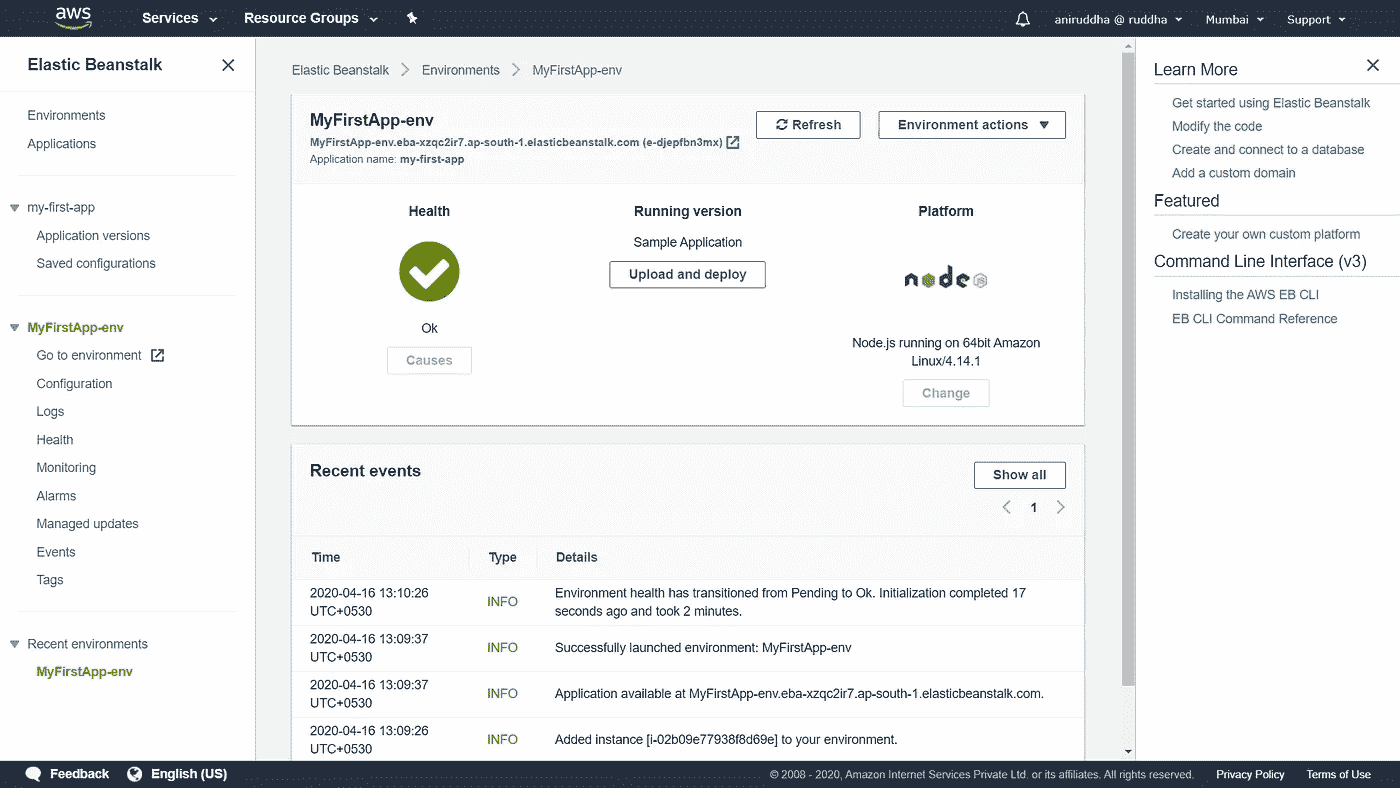 aws
Services
Resource Groups
aniruddha @ ruddha
Mumbai
Support
Elastic Beanstalk
Environments
Applications
my-first-app
Application versions
Saved configurations
MyFirstApp-env
Go to environment
Configuration
Logs
Health
Monitoring
Alarms
Managed updates
Events
Tags
Recent environments
MyFirstApp-env
Elastic Beanstalk
Environments
MyFirstApp-env
MyFirstApp-env
MyFirstApp-env.eba-xzqc2ir7.ap-south-1.elasticbeanstalk.com (e-djepfbn3mx)
Application name: my-first-app
Refresh
Environment actions
Health
Ok
Causes
Running version
Sample Application
Upload and deploy
Platform
node JS
Node.js running on 64bit Amazon
Linux/4.14.1
Change
Recent events
Show all
1
Time Type Details
2020-04-16 13:10:26
UTC+0530
INFO
Environment health has transitioned from Pending to Ok. Initialization completed 17
seconds ago and took 2 minutes.
2020-04-16 13:09:37
UTC+0530
INFO
Successfully launched environment: MyFirstApp-env
2020-04-16 13:09:37
UTC+0530
INFO
Application available at MyFirstApp-env.eba-xzqc2ir7.ap-south-1.elasticbeanstalk.com.
2020-04-16 13:09:26
UTC+0530
INFO
Added instance [i-02b09e77938f8d69e] to your environment.
Learn More
Get started using Elastic Beanstalk
Modify the code
Create and connect to a database
Add a custom domain
Featured
Create your own custom platform
Command Line Interface (v3)
Installing the AWS EB CLI
EB CLI Command Reference
Feedback
English (US)
© 2008 - 2020, Amazon Internet Services Private Ltd. or its affiliates. All rights reserved.
Privacy Policy
Terms of Use